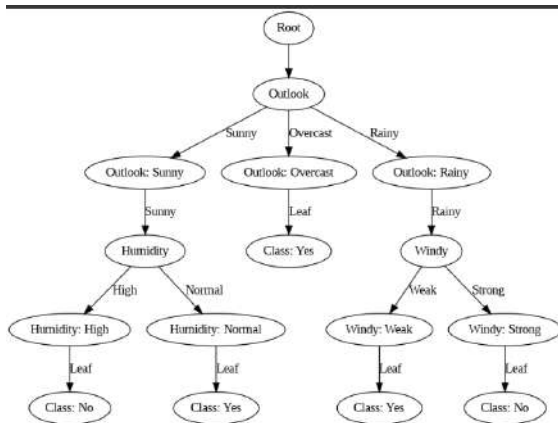 Root
Outlook
Sunny Overcast Rainy
Outlook: Sunny Outlook: Overcast Outlook: Rainy
Sunny Leaf Rainy
Humidity Class: Yes Windy
High Normal Weak Strong
Humidity: High Humidity: Normal Windy: Weak Windy: Strong
Leaf Leaf Leaf Leaf
Class: No Class: Yes Class: Yes Class: No